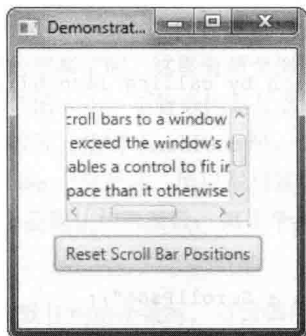 Demonstrat...
croll bars to a window
exceed the window's
ables a control to fit in
pace than it otherwise
Reset Scroll Bar Positions